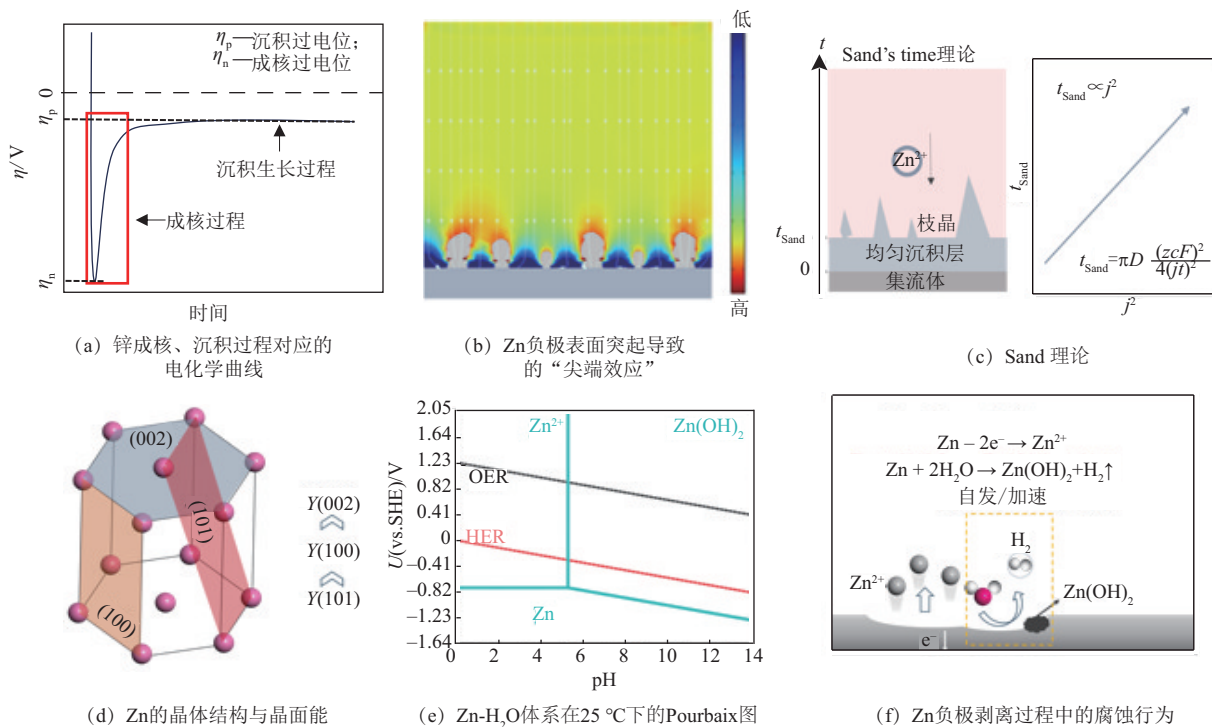 η_p—沉积过电位;
η_n—成核过电位
0
η_p
η/V
沉积生长过程
成核过程
η_n
时间
(a) 锌成核、沉积过程对应的
电化学曲线
低
高
(b) Zn负极表面突起导致
的“尖端效应”
t
Sand's time理论
Zn²⁺
枝晶
t_Sand
均匀沉积层
0
集流体
t_Sand∝j²
t_Sand
t_Sand=πD (zcF)²/4(jt)²
j²
(c) Sand 理论
(002)
(101)
(100)
Y(002)
Y(100)
Y(101)
(d) Zn的晶体结构与晶面能
U(vs.SHE)/V
2.05
1.64
1.23
0.82
0.41
0
−0.41
−0.82
−1.23
−1.64
Zn²⁺
Zn(OH)₂
OER
HER
Zn
0 2 4 6 8 10 12 14
pH
(e) Zn-H₂O体系在25 °C下的Pourbaix图
Zn – 2e⁻→ Zn²⁺
Zn + 2H₂O → Zn(OH)₂+H₂↑
自发/加速
H₂
Zn²⁺
Zn(OH)₂
e⁻
(f) Zn负极剥离过程中的腐蚀行为